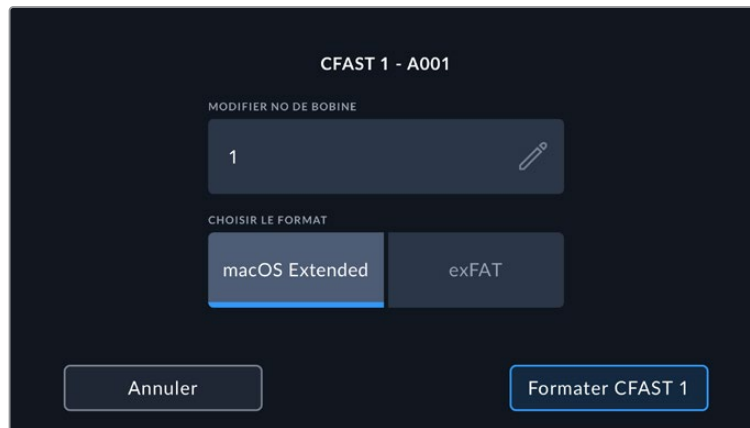 CFAST 1 - A001
MODIFIER NO DE BOBINE
1
CHOISIR LE FORMAT
macOS Extended exFAT
Annuler Formater CFAST 1